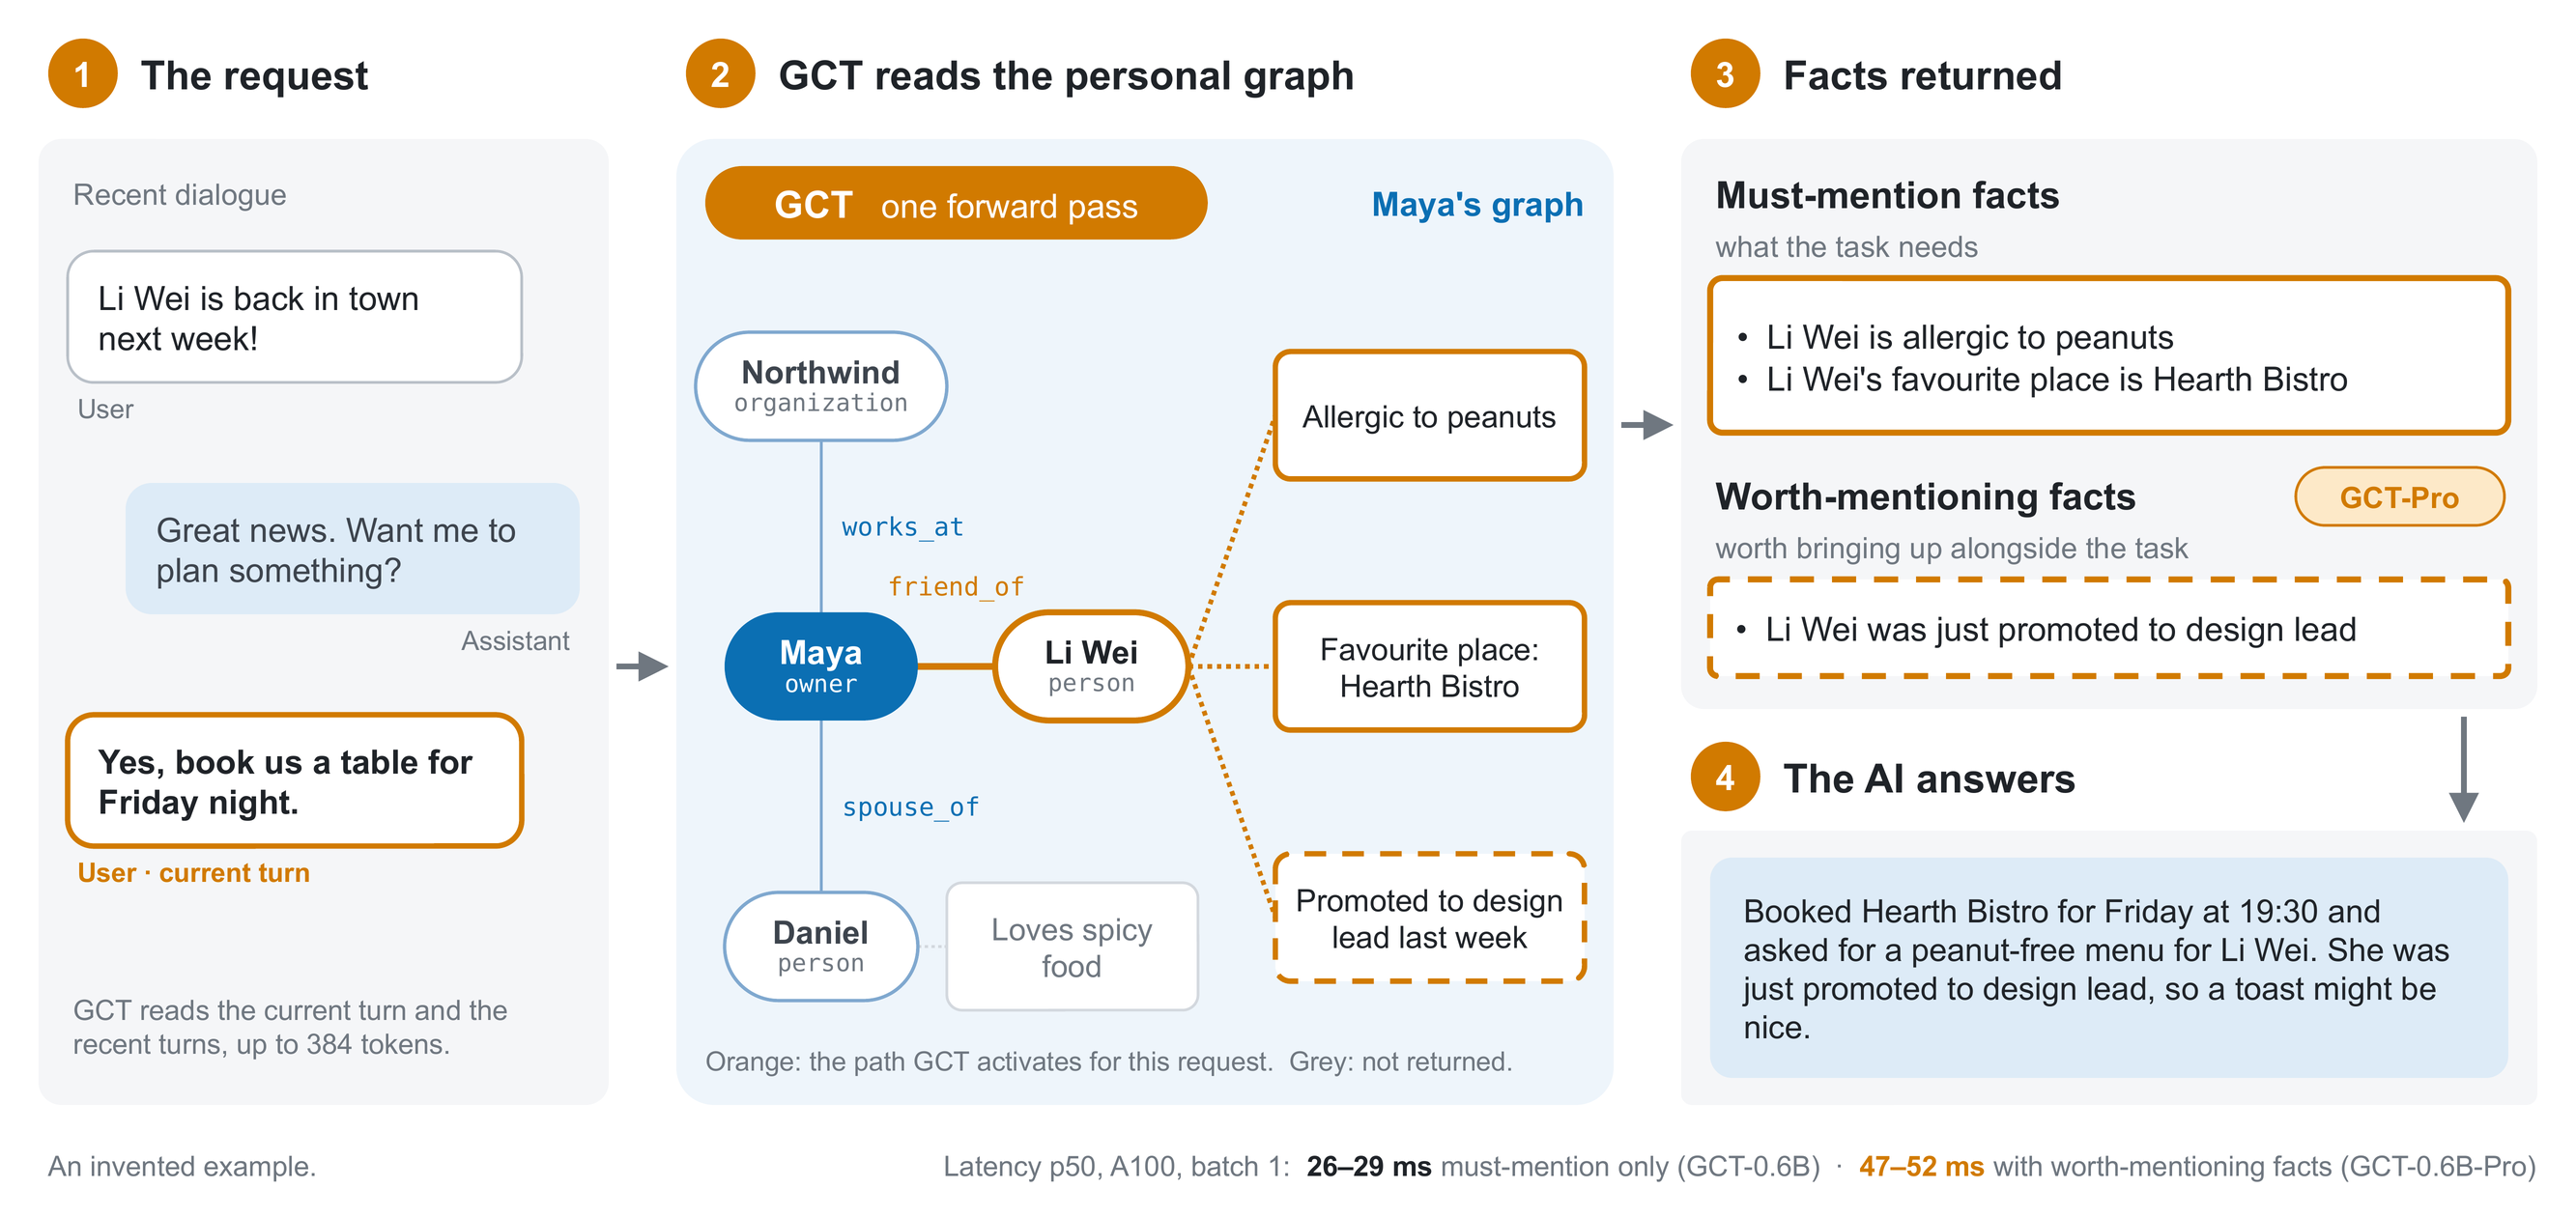 1 The request
Recent dialogue
Li Wei is back in town
next week!
User
Great news. Want me to
plan something?
Assistant
Yes, book us a table for
Friday night.
User · current turn
GCT reads the current turn and the
recent turns, up to 384 tokens.
2 GCT reads the personal graph
GCT one forward pass
Maya's graph
Northwind
organization
works_at
friend_of
Maya
owner
Li Wei
person
spouse_of
Daniel
person
Loves spicy
food
Allergic to peanuts
Favourite place:
Hearth Bistro
Promoted to design
lead last week
Orange: the path GCT activates for this request. Grey: not returned.
3 Facts returned
Must-mention facts
what the task needs
• Li Wei is allergic to peanuts
• Li Wei's favourite place is Hearth Bistro
Worth-mentioning facts GCT-Pro
worth bringing up alongside the task
• Li Wei was just promoted to design lead
4 The AI answers
Booked Hearth Bistro for Friday at 19:30 and
asked for a peanut-free menu for Li Wei. She was
just promoted to design lead, so a toast might be
nice.
An invented example.
Latency p50, A100, batch 1: 26–29 ms must-mention only (GCT-0.6B) · 47–52 ms with worth-mentioning facts (GCT-0.6B-Pro)